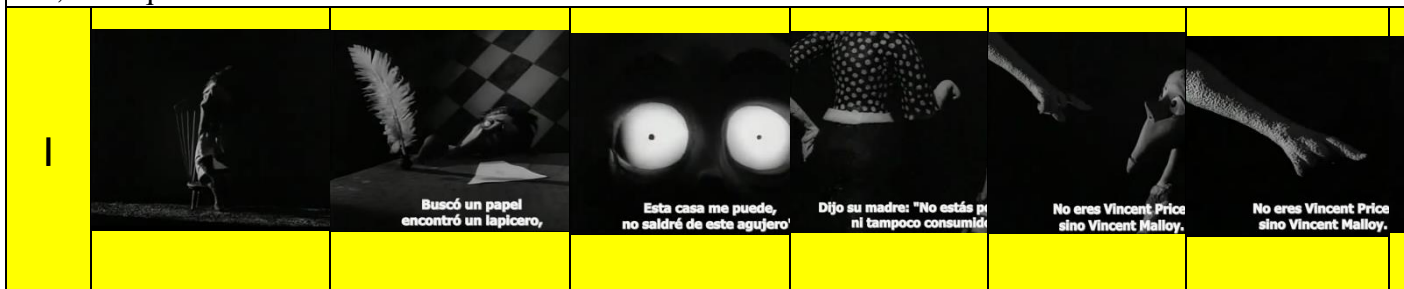 I
Buscó un papel
encontró un lapicero,
Esta casa me puede,
no saldré de este agujero"
Dijo su madre: "No estás
ni tampoco consumido
No eres Vincent Price
sino Vincent Malloy.
No eres Vincent Price
sino Vincent Malloy.